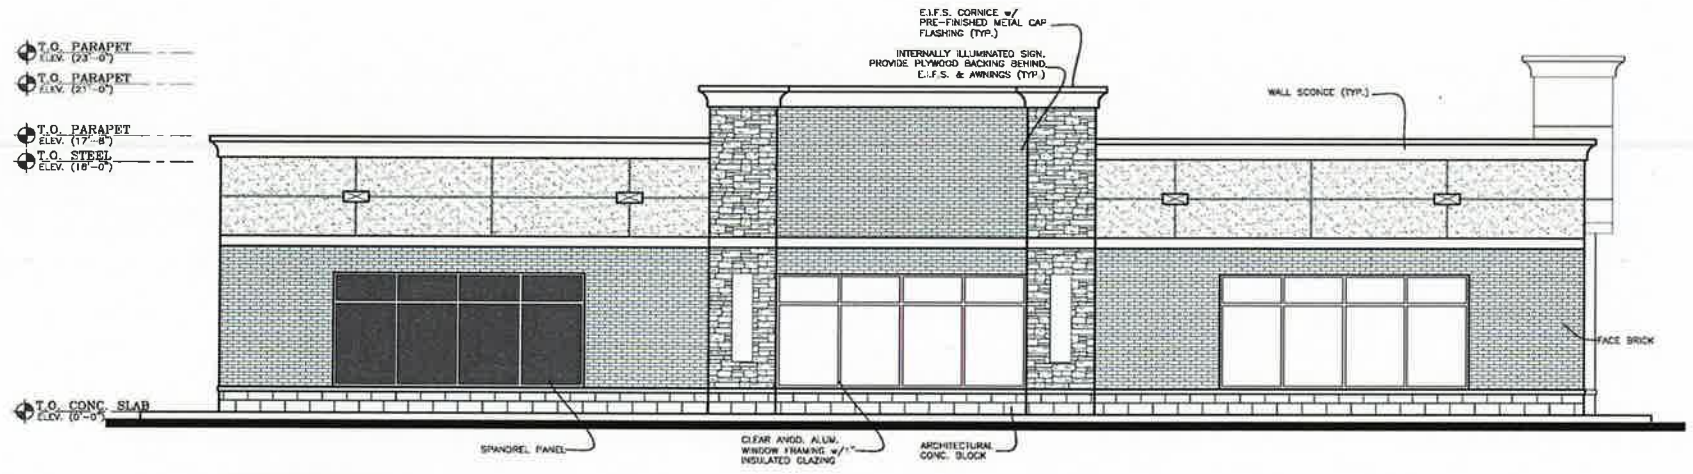 E.I.F.S. CORNICE w/
PRE-FINISHED METAL CAP
FLASHING (TYP.)
INTERNALLY ILLUMINATED SIGN.
PROVIDE PLYWOOD BACKING BEHIND
E.I.F.S. & AWNINGS (TYP.)
WALL SCONCE (TYP.)
T.O. PARAPET
ELEV. (23'-0")
T.O. PARAPET
ELEV. (21'-0")
T.O. PARAPET
ELEV. (17'-8")
T.O. STEEL
ELEV. (16'-0")
FACE BRICK
T.O. CONC. SLAB
ELEV. (0'-0")
SPANDREL PANEL
CLEAR ANOD. ALUM.
WINDOW FRAMING w/1"
INSULATED GLAZING
ARCHITECTURAL
CONC. BLOCK